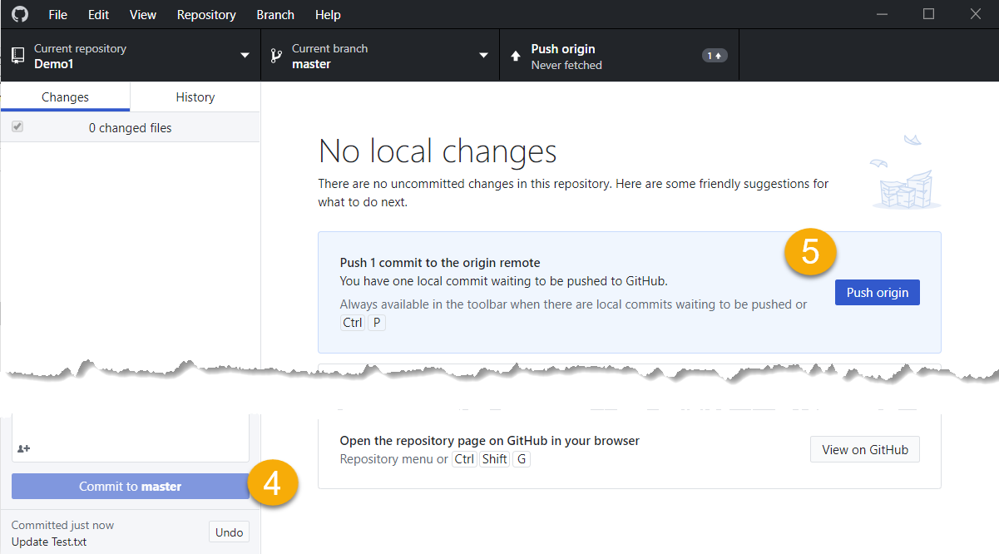 File Edit View Repository Branch Help
Current repository
Demo1
Current branch
master
Push origin
Never fetched
1
Changes History
0 changed files
No local changes
There are no uncommitted changes in this repository. Here are some friendly suggestions for
what to do next.
5
Push 1 commit to the origin remote
You have one local commit waiting to be pushed to GitHub.
Always available in the toolbar when there are local commits waiting to be pushed or
Ctrl P
Push origin
Open the repository page on GitHub in your browser
Repository menu or Ctrl Shift G
View on GitHub
Commit to master
4
Committed just now
Update Test.txt
Undo